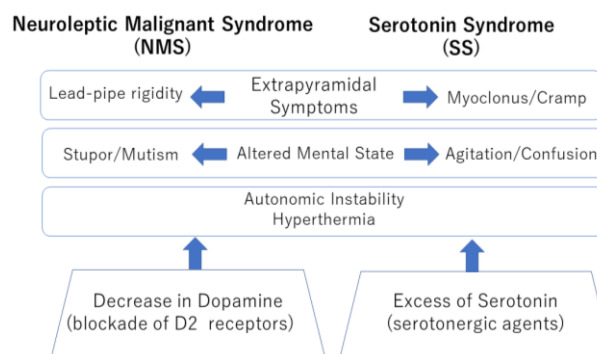 Neuroleptic Malignant Syndrome
(NMS)
Serotonin Syndrome
(SS)
Lead-pipe rigidity
Extrapyramidal
Symptoms
Myoclonus/Cramp
Stupor/Mutism
Altered Mental State
Agitation/Confusion
Autonomic Instability
Hyperthermia
Decrease in Dopamine
(blockade of D2 receptors)
Excess of Serotonin
(serotonergic agents)